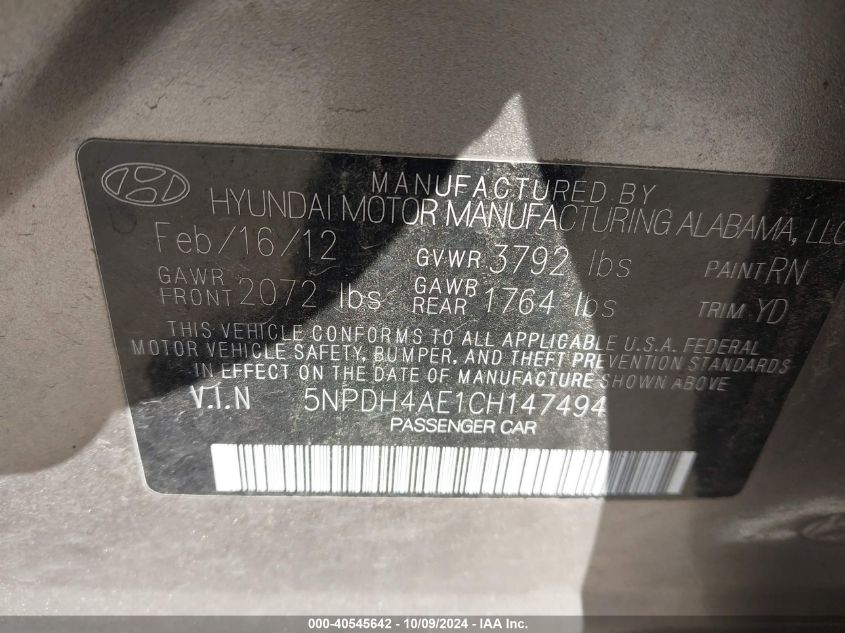 MANUFACTURED BY
HYUNDAI MOTOR MANUFACTURING ALABAMA, LLC
Feb/16/12 GVWR 3792 lbs PAINT RN
GAWR FRONT 2072 lbs GAWR REAR 1764 lbs TRIM YD
THIS VEHICLE CONFORMS TO ALL APPLICABLE U.S.A. FEDERAL
MOTOR VEHICLE SAFETY, BUMPER, AND THEFT PREVENTION STANDARDS
IN EFFECT ON THE DATE OF MANUFACTURE SHOWN ABOVE
V.I.N 5NPDH4AE1CH147494
PASSENGER CAR
000-40545642 - 10/09/2024 - IAA Inc.